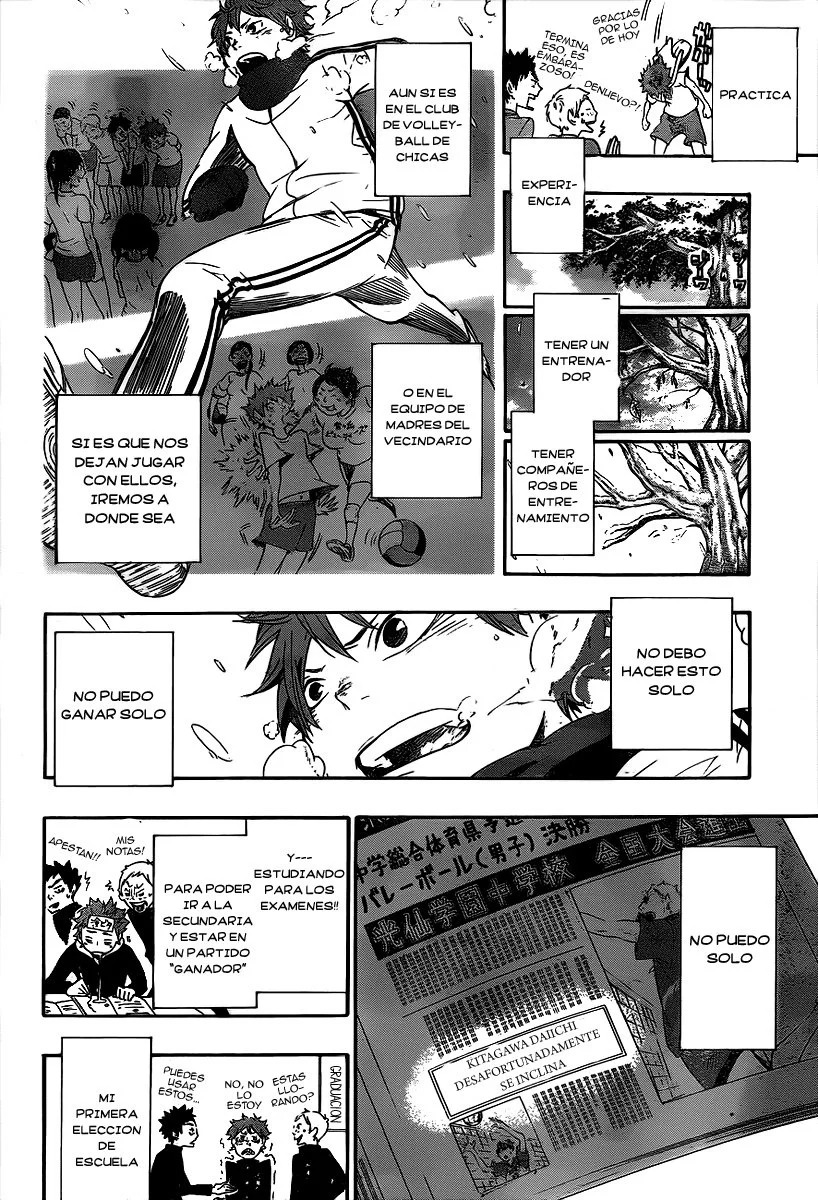 GRACIAS
POR LO
DE HOY
TERMINA
ESO, ES
EMBARA-
ZOSO!
DENUEVO?!
PRACTICA
EXPERI-
ENCIA
TENER UN
ENTRENA-
DOR
TENER
COMPAÑE-
ROS DE
ENTRE-
NAMIENTO
AUN SI ES
EN EL CLUB
DE VOLLEY-
BALL DE
CHICAS
O EN EL
EQUIPO DE
MADRES DEL
VECINDARIO
SI ES QUE NOS
DEJAN JUGAR
CON ELLOS,
IREMOS A
DONDE SEA
NO DEBO
HACER ESTO
SOLO
NO PUEDO
GANAR SOLO
NO PUEDO
SOLO
中学総合体育県予選
バレーボール(男子) 決勝
光仙学園中学校 全国大会進出
KITAGAWA DAIICHI
DESAFORTUNADAMENTE
SE INCLINA
Y---
ESTUDIANDO
PARA LOS
EXAMENES!!
PARA PODER
IR A LA
SECUNDARIA
Y ESTAR EN
UN PARTIDO
"GANADOR"
MIS
NOTAS!
APESTAN!!
GRADUACION
ESTAS
LLO-
RANDO?
NO, NO
LO
ESTOY
PUEDES
USAR
ESTOS...
MI
PRIMERA
ELECCION DE
ESCUELA